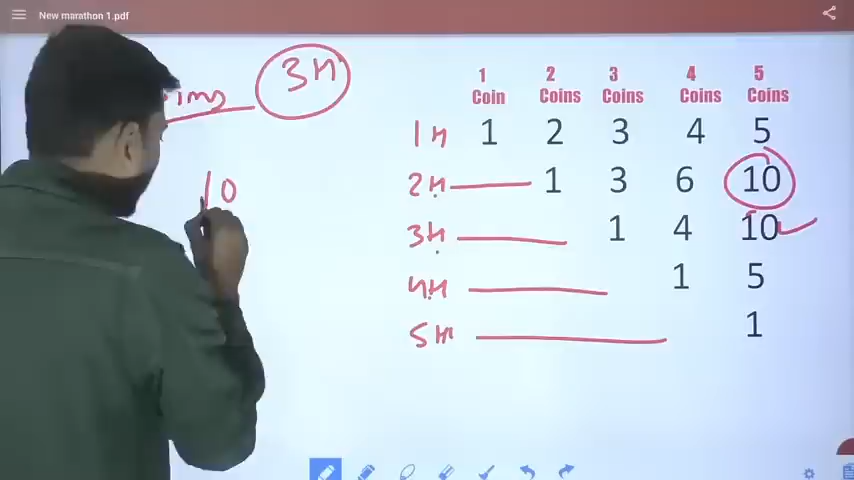 New marathon 1.pdf
3H
1 Coin 2 Coins 3 Coins 4 Coins 5 Coins
1H 1 2 3 4 5
2H 1 3 6 10
10
3H 1 4 10
4H 1 5
5H 1